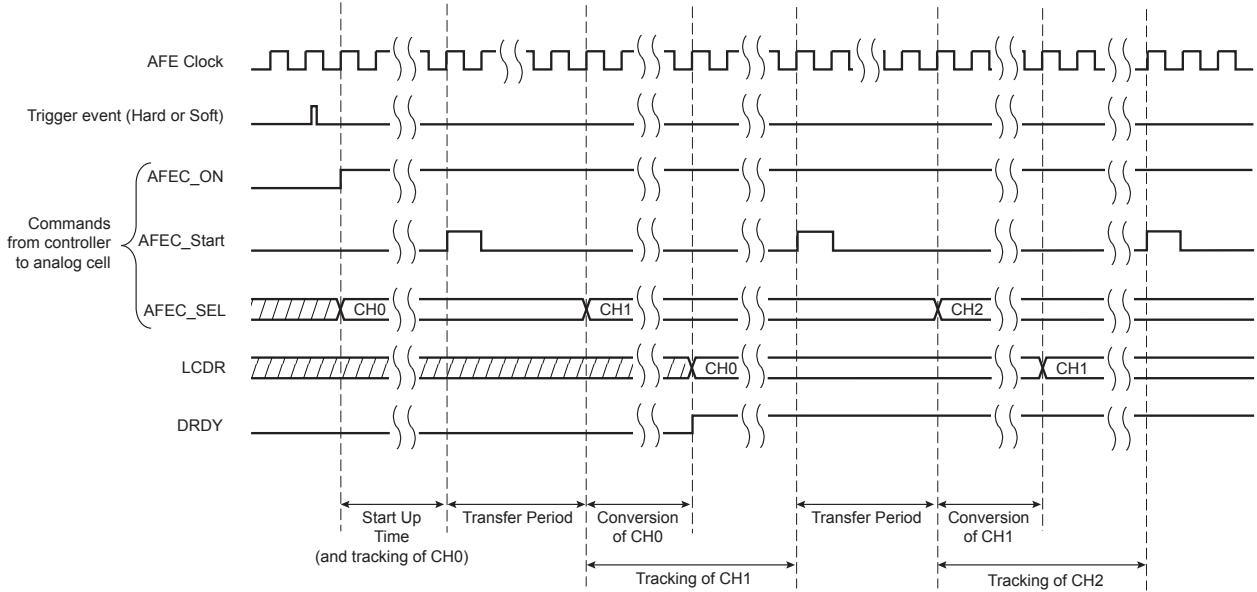 AFE Clock
Trigger event (Hard or Soft)
AFEC_ON
Commands
from controller
to analog cell
AFEC_Start
AFEC_SEL
CH0
CH1
CH2
LCDR
CH0
CH1
DRDY
Start Up
Time
(and tracking of CH0)
Transfer Period
Conversion
of CH0
Transfer Period
Conversion
of CH1
Tracking of CH1
Tracking of CH2